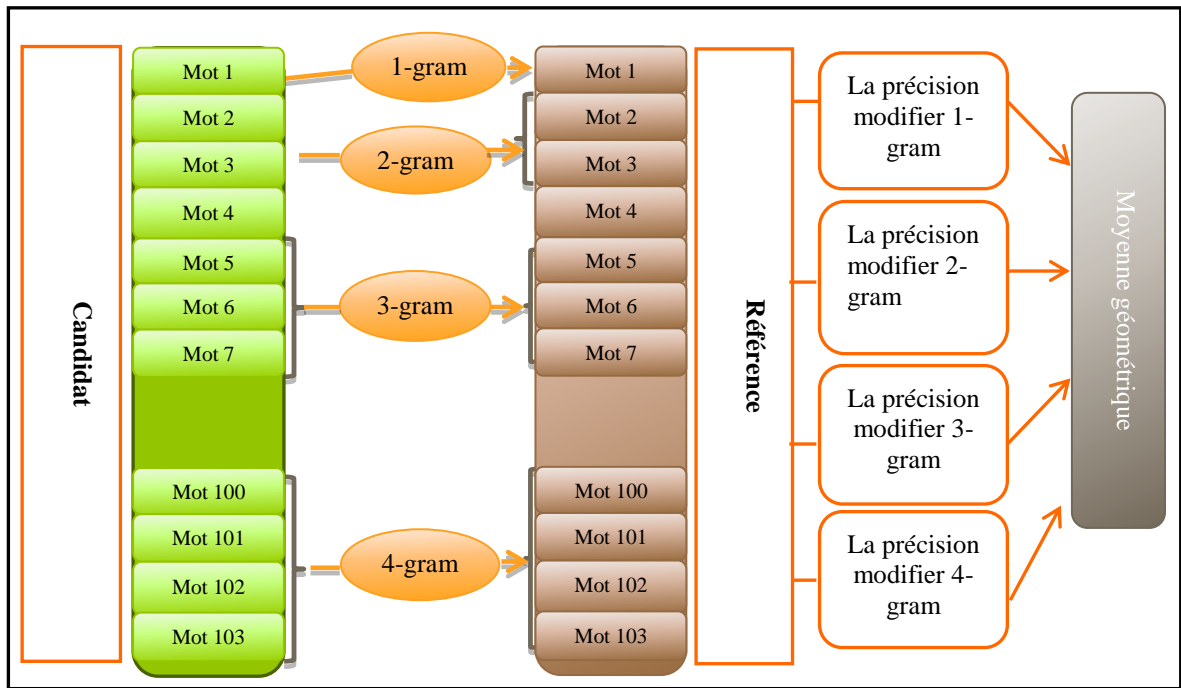 Candidat
Mot 1
Mot 2
Mot 3
Mot 4
Mot 5
Mot 6
Mot 7
Mot 100
Mot 101
Mot 102
Mot 103
1-gram
2-gram
3-gram
4-gram
Mot 1
Mot 2
Mot 3
Mot 4
Mot 5
Mot 6
Mot 7
Mot 100
Mot 101
Mot 102
Mot 103
Référence
La précision
modifier 1-
gram
La précision
modifier 2-
gram
La précision
modifier 3-
gram
La précision
modifier 4-
gram
Moyenne géométrique